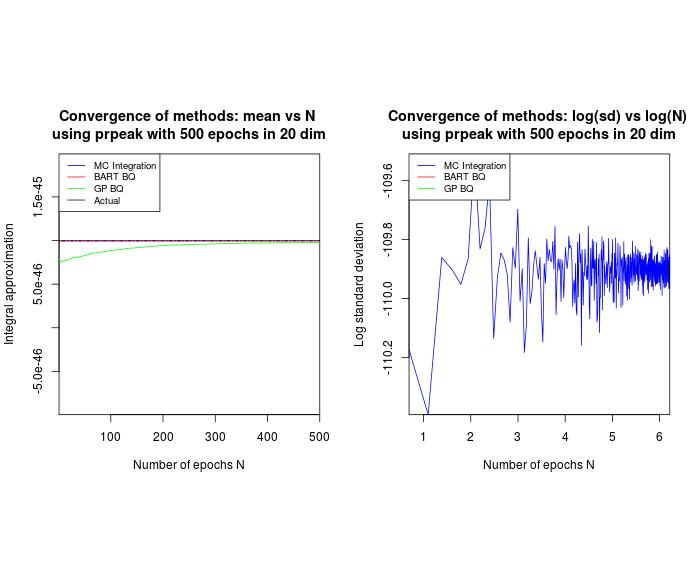 Convergence of methods: mean vs N
using prpeak with 500 epochs in 20 dim
MC Integration
BART BQ
GP BQ
Actual
Integral approximation
1.5e-45
5.0e-46
-5.0e-46
100 200 300 400 500
Number of epochs N
Convergence of methods: log(sd) vs log(N)
using prpeak with 500 epochs in 20 dim
MC Integration
BART BQ
GP BQ
Log standard deviation
-109.6
-109.8
-110.0
-110.2
1 2 3 4 5 6
Number of epochs N